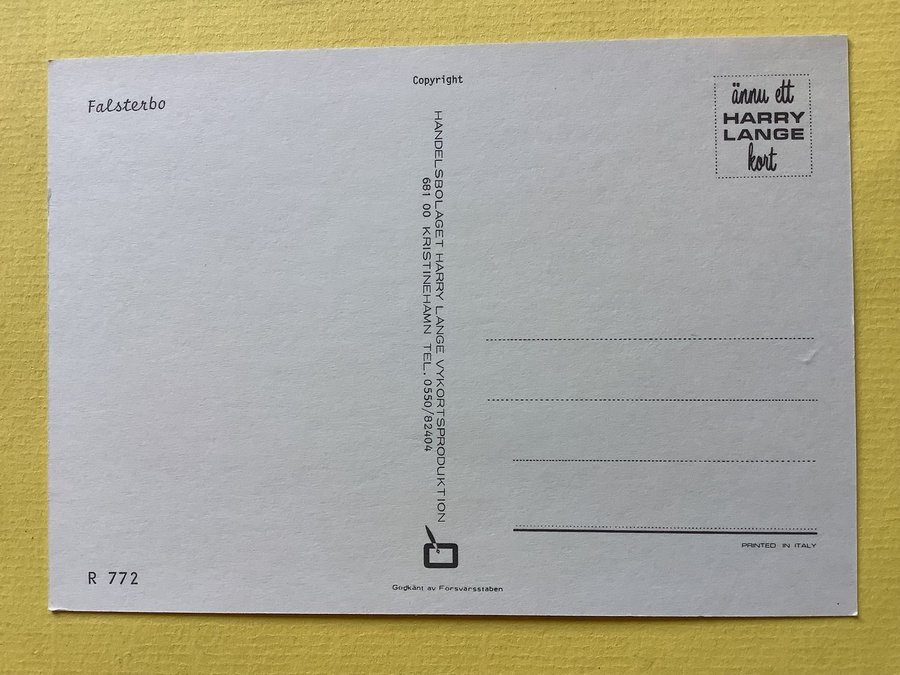 Falsterbo
R 772
Copyright
HANDELSBOLAGET HARRY LANGE VYKORTSPRODUKTION
681 00 KRISTINEHAMN TEL. 0550/82404
Godkänt av Försvarsstaben
ännu ett
HARRY
LANGE
kort
PRINTED IN ITALY